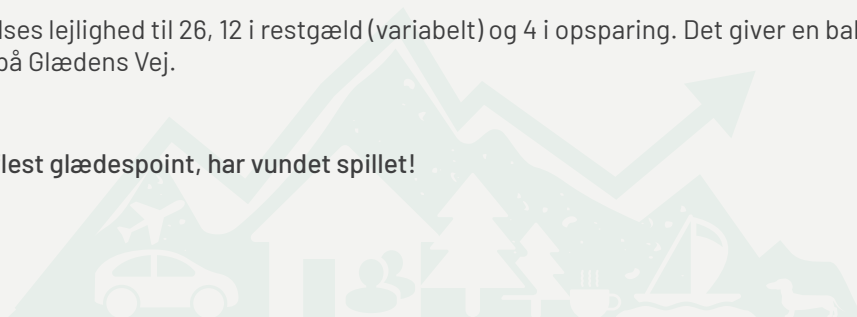 lses lejlighed til 26, 12 i restgæld (variabelt) og 4 i opsparing. Det giver en bal
på Glædens Vej.
lest glædespoint, har vundet spillet!